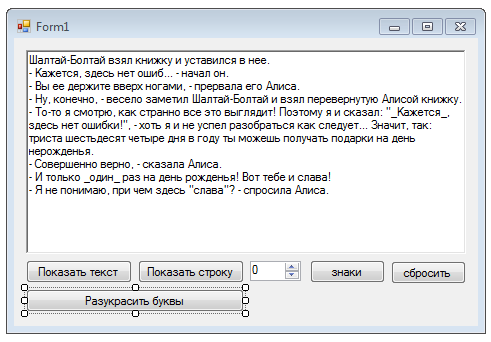 Form1
Шалтай-Болтай взял книжку и уставился в нее.
- Кажется, здесь нет ошиб... - начал он.
- Вы ее держите вверх ногами, - прервала его Алиса.
- Ну, конечно, - весело заметил Шалтай-Болтай и взял перевернутую Алисой книжку.
- То-то я смотрю, как странно все это выглядит! Поэтому я и сказал: "_Кажется_,
здесь нет ошибки!", - хоть я и не успел разобраться как следует... Значит, так:
триста шестьдесят четыре дня в году ты можешь получать подарки на день
нерожденья.
- Совершенно верно, - сказала Алиса.
- И только _один_ раз на день рожденья! Вот тебе и слава!
- Я не понимаю, при чем здесь "слава"? - спросила Алиса.
Показать текст Показать строку 0 знаки сбросить
Разукрасить буквы